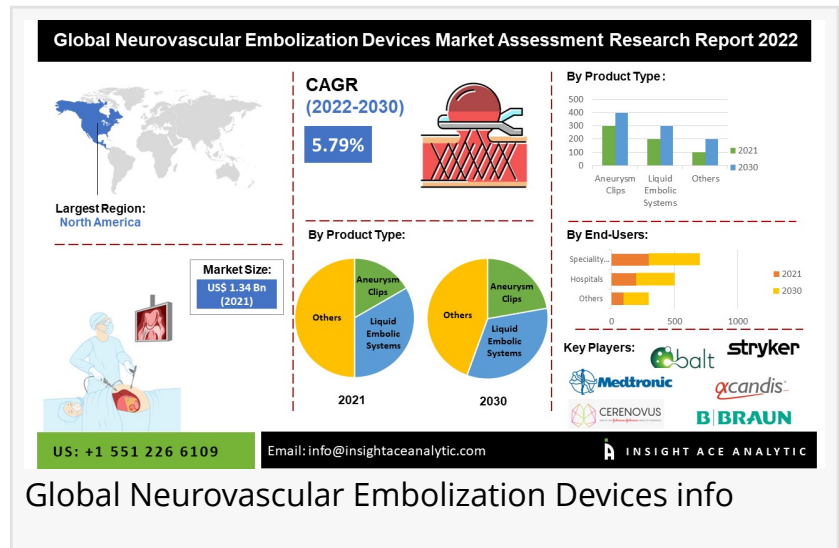 Global Neurovascular Embolization Devices Market Assessment Research Report 2022
Largest Region:
North America
Market Size:
US$ 1.34 Bn
(2021)
CAGR
(2022-2030)
5.79%
By Product Type:
Aneurysm
Clips
Liquid
Embolic
Systems
Others
2021
Aneurysm
Clips
Liquid
Embolic
Systems
Others
2030
By Product Type:
500
400
300
200
100
0
Aneurysm
Clips
Liquid
Embolic
Systems
Others
2021
2030
By End-Users:
Speciality...
Hospitals
Others
0 500 1000
2021
2030
Key Players:
balt
stryker
Medtronic
acandis
CERENOVUS
B BRAUN
US: +1 551 226 6109
Email: info@insightaceanalytic.com
INSIGHT ACE ANALYTIC
Global Neurovascular Embolization Devices info